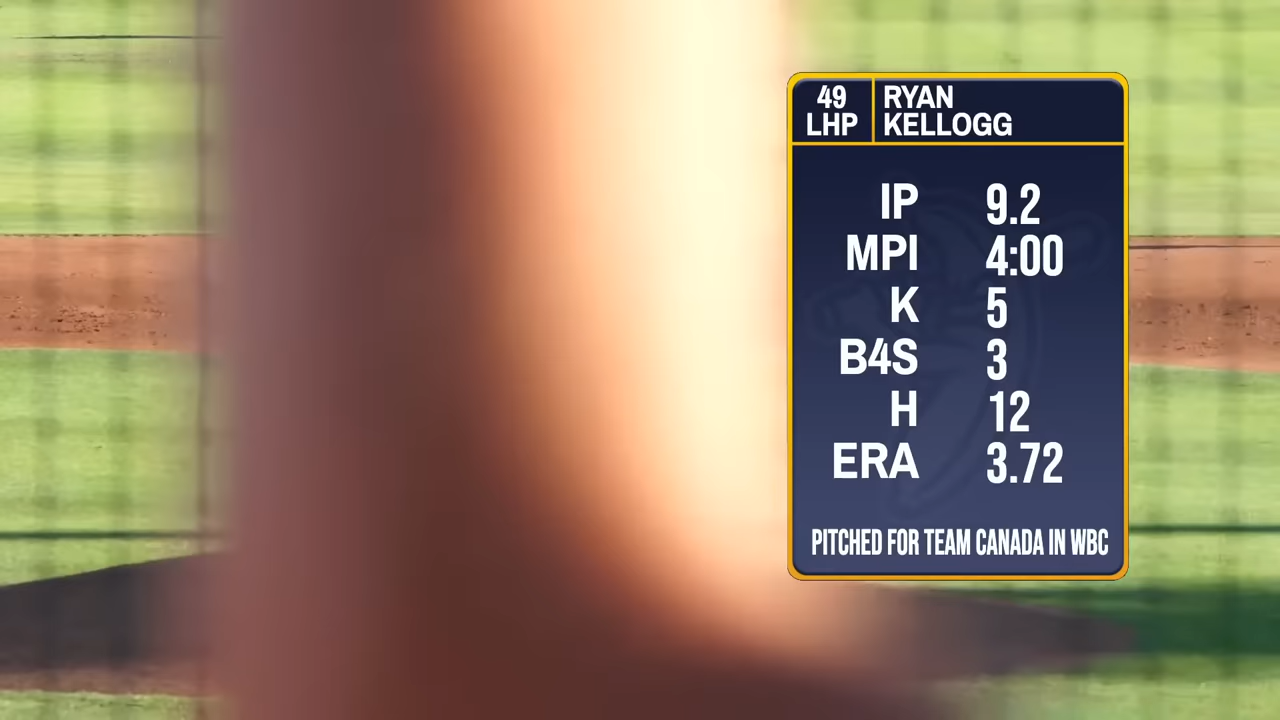 49
LHP
RYAN
KELLOGG
IP 9.2
MPI 4:00
K 5
B4S 3
H 12
ERA 3.72
PITCHED FOR TEAM CANADA IN WBC